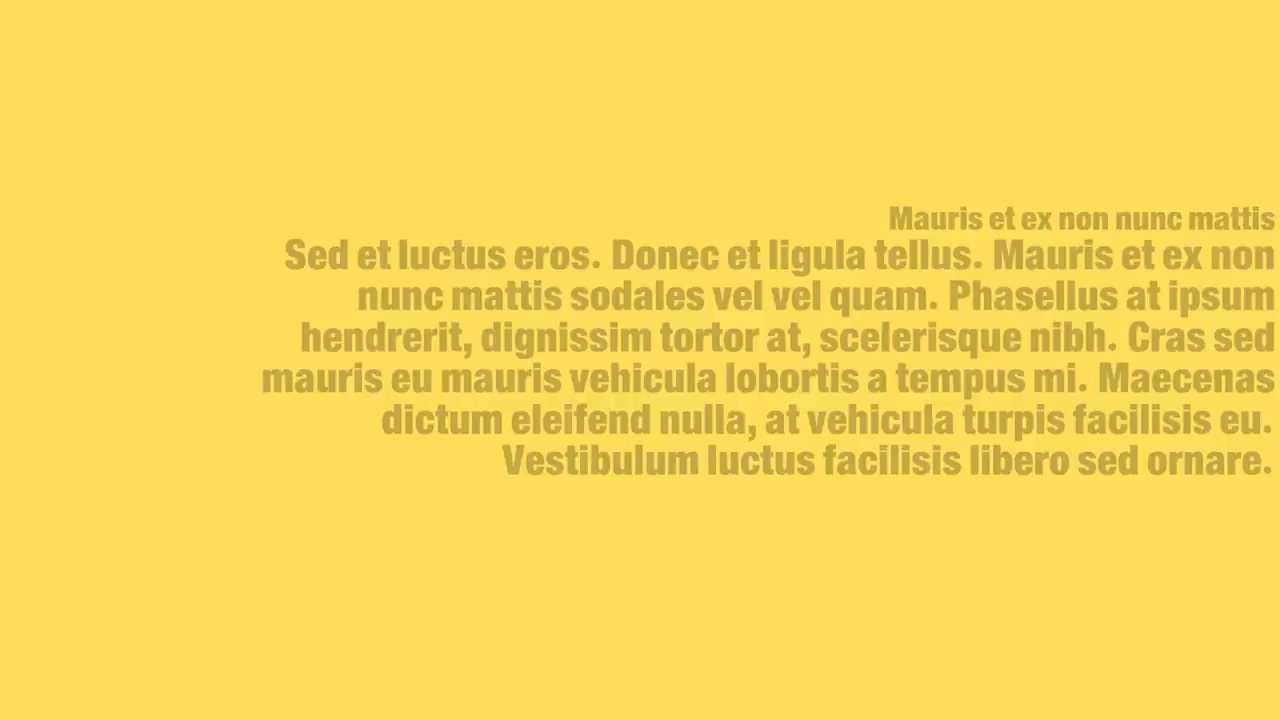 Mauris et ex non nunc mattis
Sed et luctus eros. Donec et ligula tellus. Mauris et ex non
nunc mattis sodales vel vel quam. Phasellus at ipsum
hendrerit, dignissim tortor at, scelerisque nibh. Cras sed
mauris eu mauris vehicula lobortis a tempus mi. Maecenas
dictum eleifend nulla, at vehicula turpis facilisis eu.
Vestibulum luctus facilisis libero sed ornare.